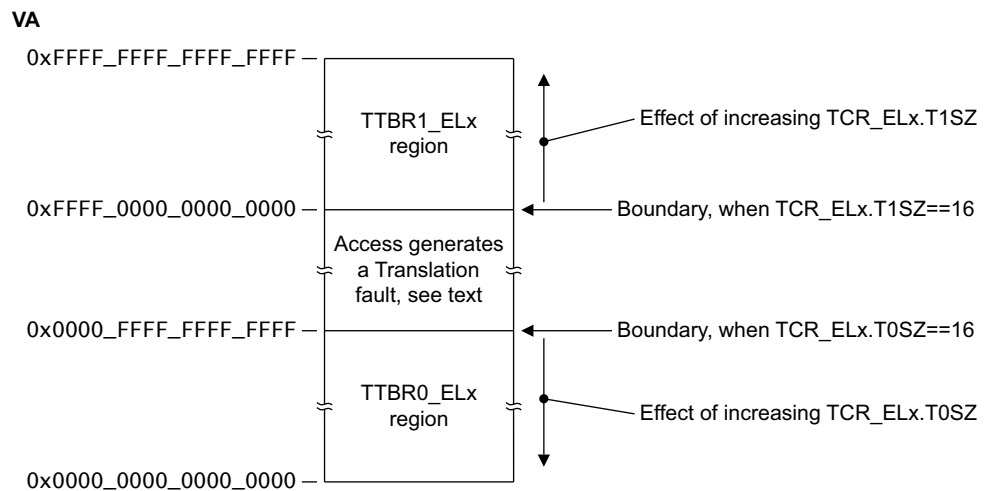 VA
0xFFFF_FFFF_FFFF_FFFF
TTBR1_ELx
region
Effect of increasing TCR_ELx.T1SZ
0xFFFF_0000_0000_0000
Boundary, when TCR_ELx.T1SZ==16
Access generates
a Translation
fault, see text
0x0000_FFFF_FFFF_FFFF
Boundary, when TCR_ELx.T0SZ==16
TTBR0_ELx
region
Effect of increasing TCR_ELx.T0SZ
0x0000_0000_0000_0000